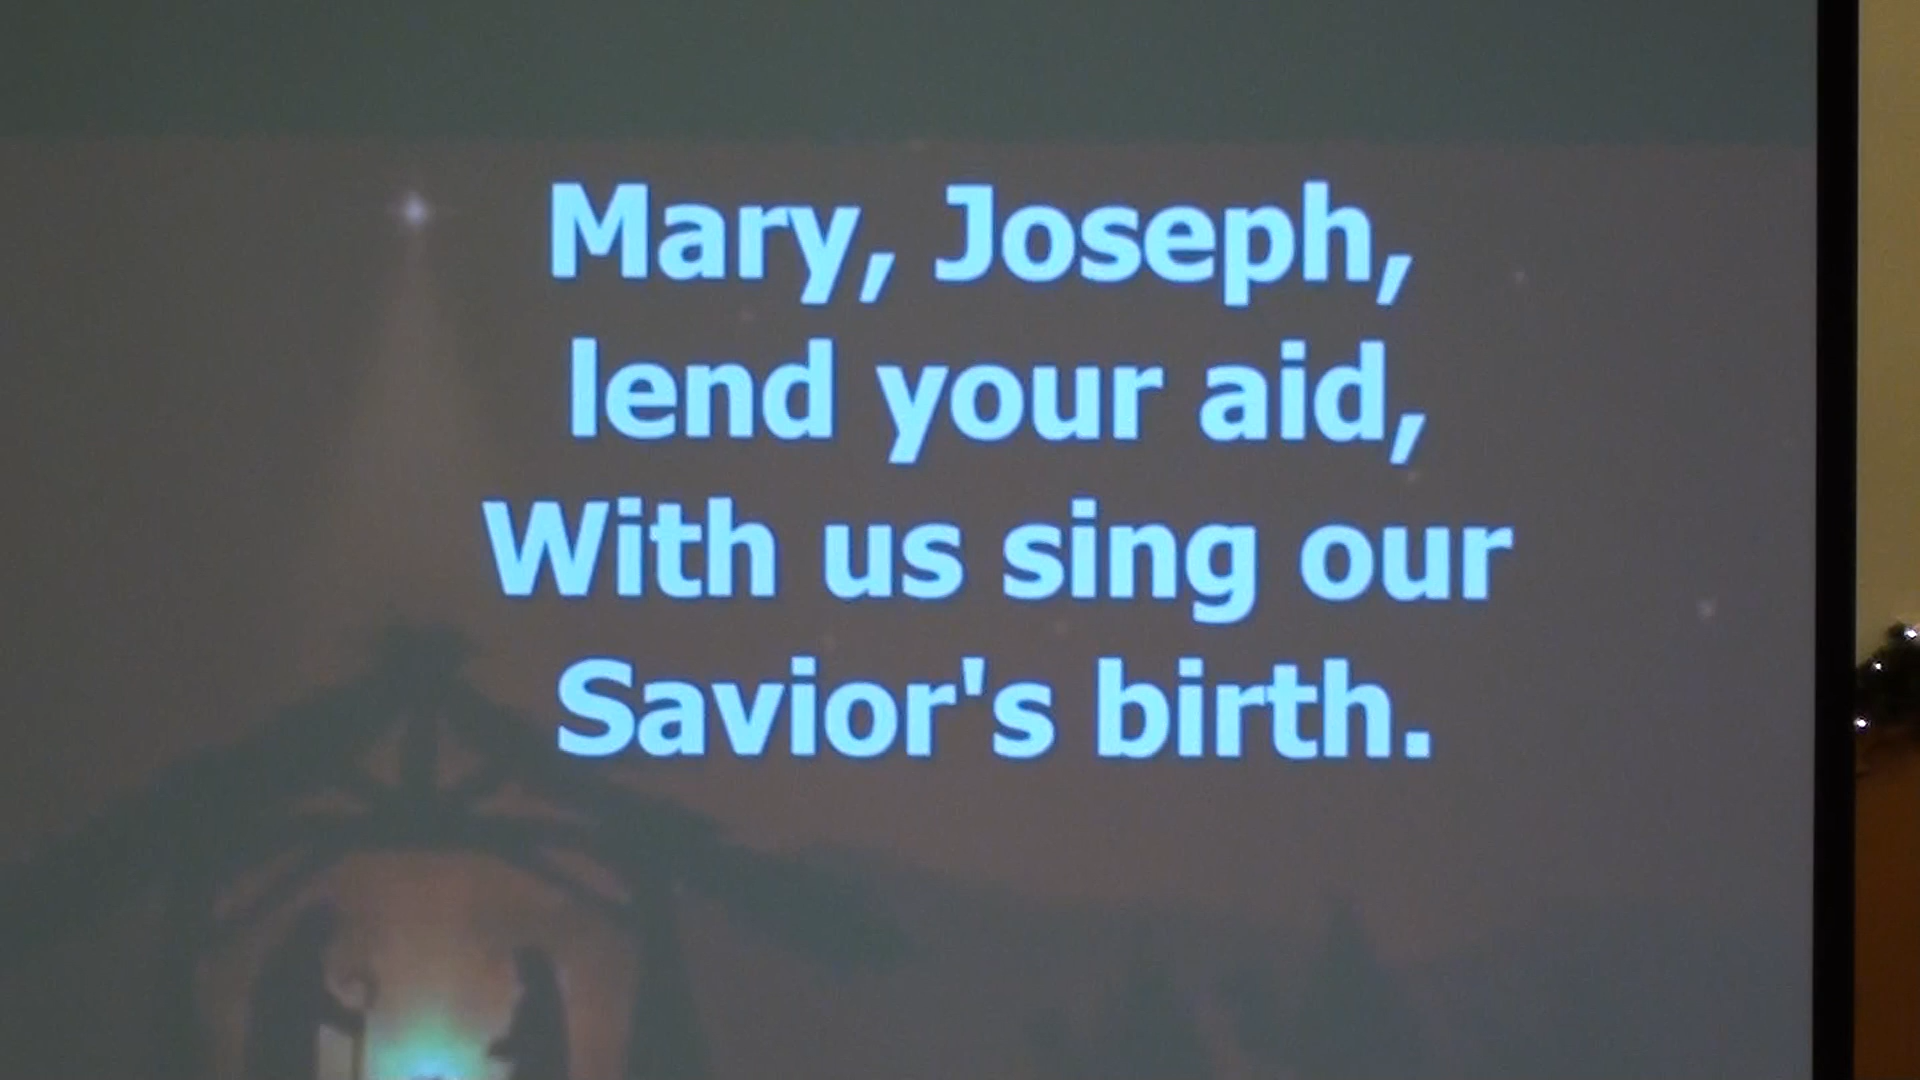 Mary, Joseph,
lend your aid,
With us sing our
Savior's birth.